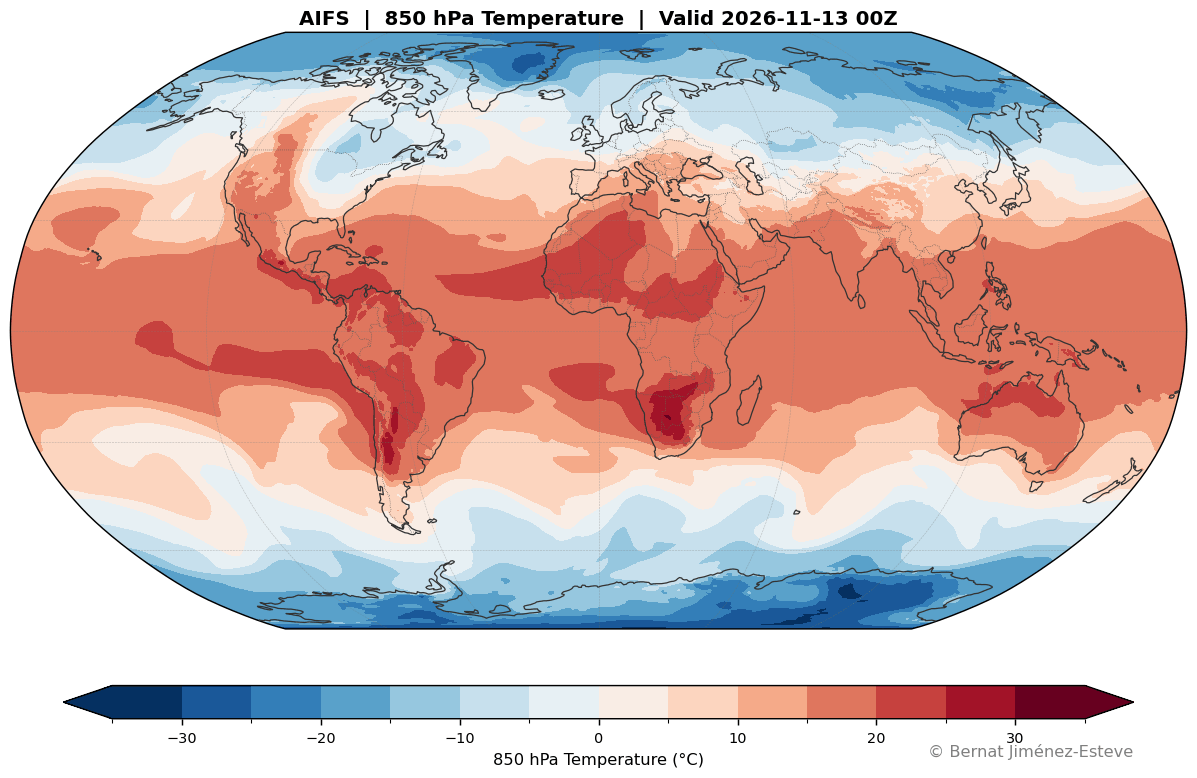 AIFS | 850 hPa Temperature | Valid 2026-11-13 00Z
−30 −20 −10 0 10 20 30
850 hPa Temperature (°C)
© Bernat Jiménez-Esteve